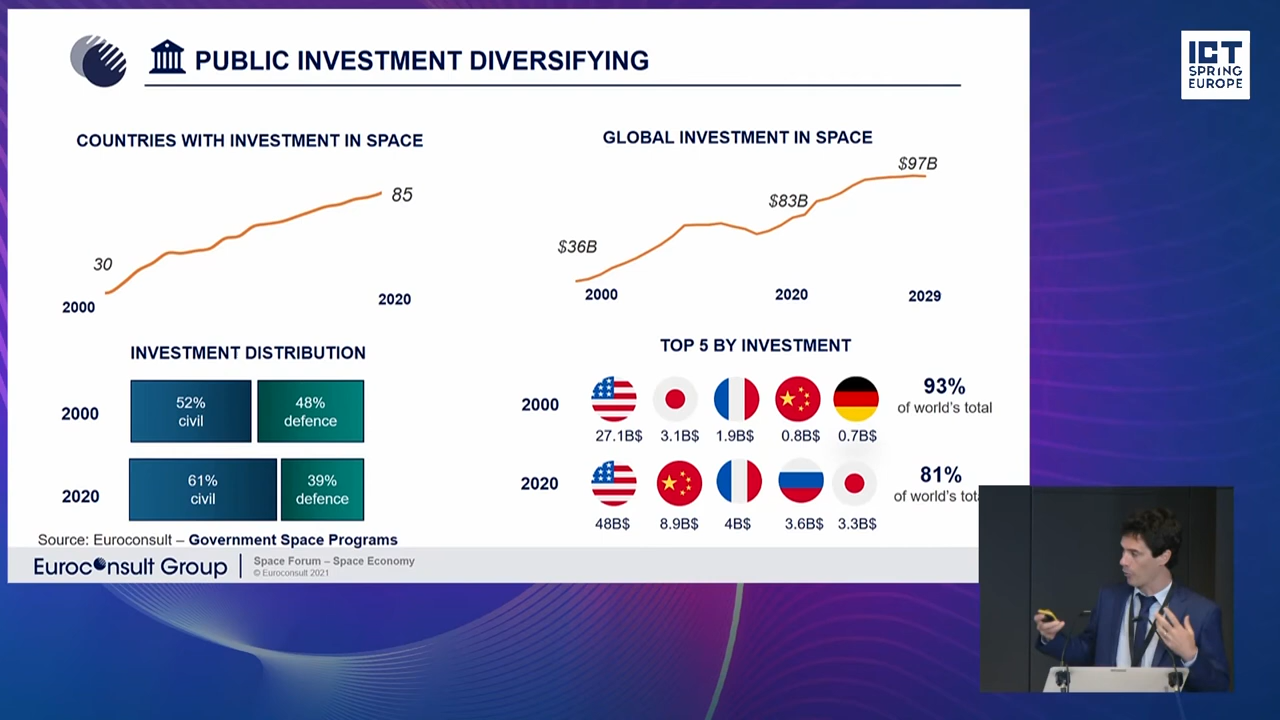 PUBLIC INVESTMENT DIVERSIFYING
ICT
SPRING
EUROPE
COUNTRIES WITH INVESTMENT IN SPACE
30
85
2000
2020
GLOBAL INVESTMENT IN SPACE
$36B
$83B
$97B
2000
2020
2029
INVESTMENT DISTRIBUTION
2000
52%
civil
48%
defence
2020
61%
civil
39%
defence
TOP 5 BY INVESTMENT
2000
27.1B$ 3.1B$ 1.9B$ 0.8B$ 0.7B$
93%
of world's total
2020
48B$ 8.9B$ 4B$ 3.6B$ 3.3B$
81%
of world's
Source: Euroconsult – Government Space Programs
Euroconsult Group
Space Forum – Space Economy
© Euroconsult 2021